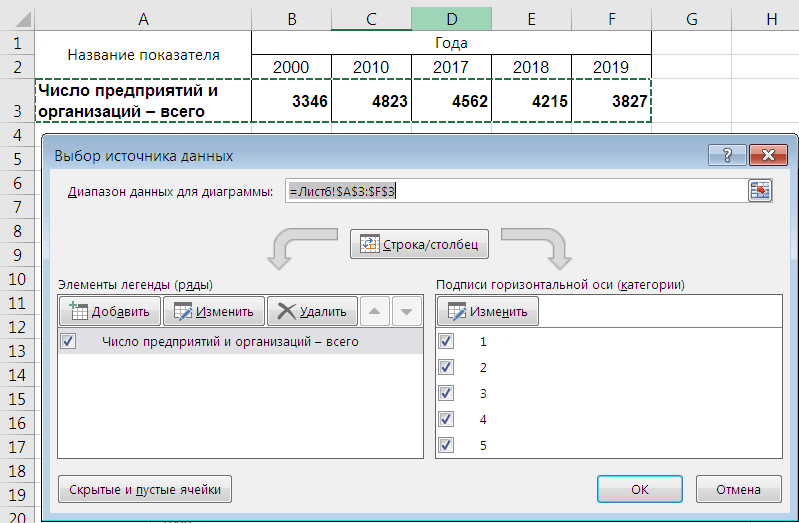 A B C D E F G H
1 Название показателя Года
2 2000 2010 2017 2018 2019
3 Число предприятий и организаций – всего 3346 4823 4562 4215 3827
4
5 Выбор источника данных
6 Диапазон данных для диаграммы: =Лист6!$A$3:$F$3
7
8 Строка/столбец
9
10 Элементы легенды (ряды) Подписи горизонтальной оси (категории)
11 Добавить Изменить Удалить Изменить
12 Число предприятий и организаций – всего 1
13 2
14 3
15
16 4
17 5
18
19 Скрытые и пустые ячейки ОК Отмена
20